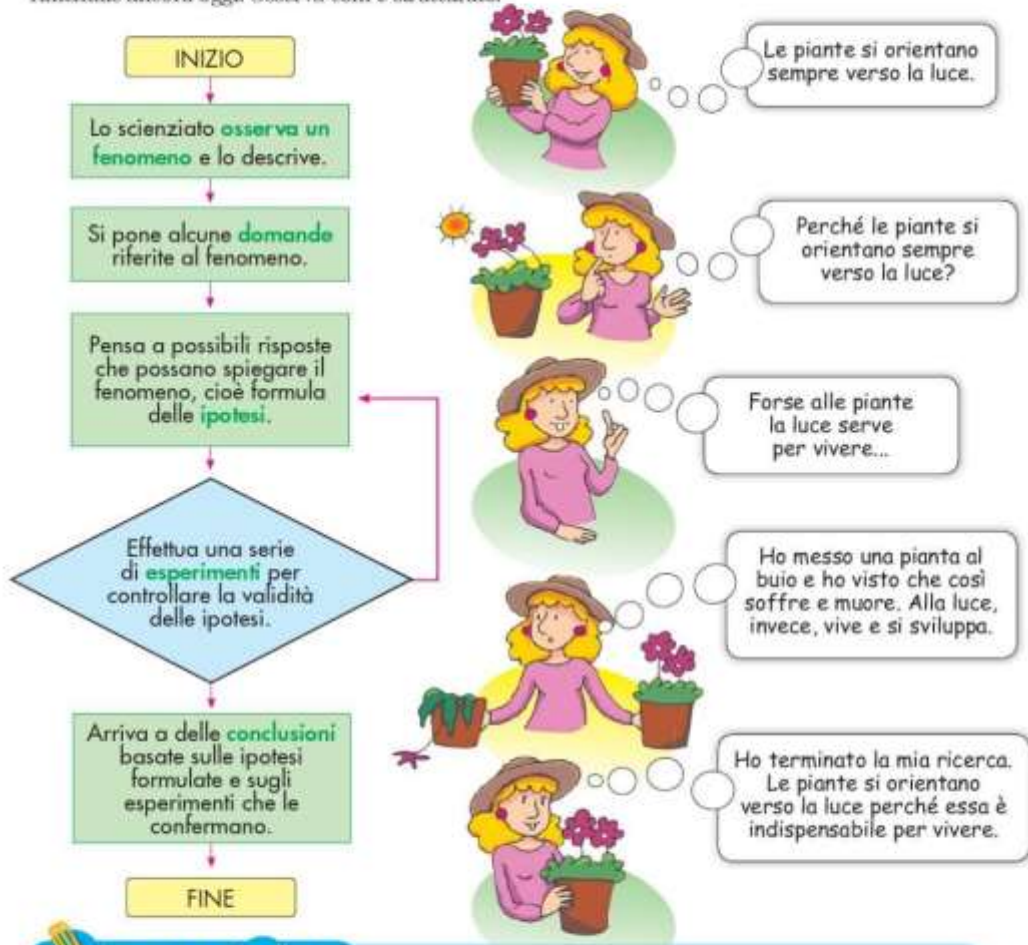 ancora oggi. Osserva com'è strutturato.
INIZIO
Lo scienziato osserva un
fenomeno e lo descrive.
Si pone alcune domande
riferite al fenomeno.
Pensa a possibili risposte
che possano spiegare il
fenomeno, cioè formula
delle ipotesi.
Effettua una serie
di esperimenti per
controllare la validità
delle ipotesi.
Arriva a delle conclusioni
basate sulle ipotesi
formulate e sugli
esperimenti che le
confermano.
FINE
Le piante si orientano
sempre verso la luce.
Perché le piante si
orientano sempre
verso la luce?
Forse alle piante
la luce serve
per vivere...
Ho messo una pianta al
buio e ho visto che così
soffre e muore. Alla luce,
invece, vive e si sviluppa.
Ho terminato la mia ricerca.
Le piante si orientano
verso la luce perché essa è
indispensabile per vivere.